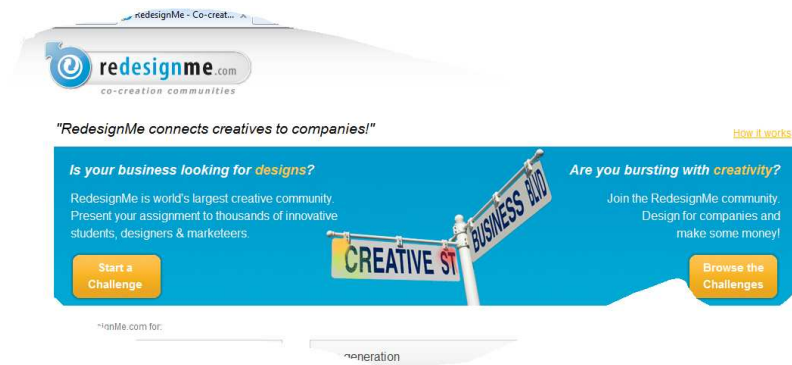 RedesignMe - Co-creat...
redesignme.com
co-creation communities
"RedesignMe connects creatives to companies!"
How it works
Is your business looking for designs?
RedesignMe is world's largest creative community.
Present your assignment to thousands of innovative
students, designers & marketeers.
Start a
Challenge
CREATIVE ST
BUSINESS BLVD
Are you bursting with creativity?
Join the RedesignMe community.
Design for companies and
make some money!
Browse the
Challenges
for:
generation